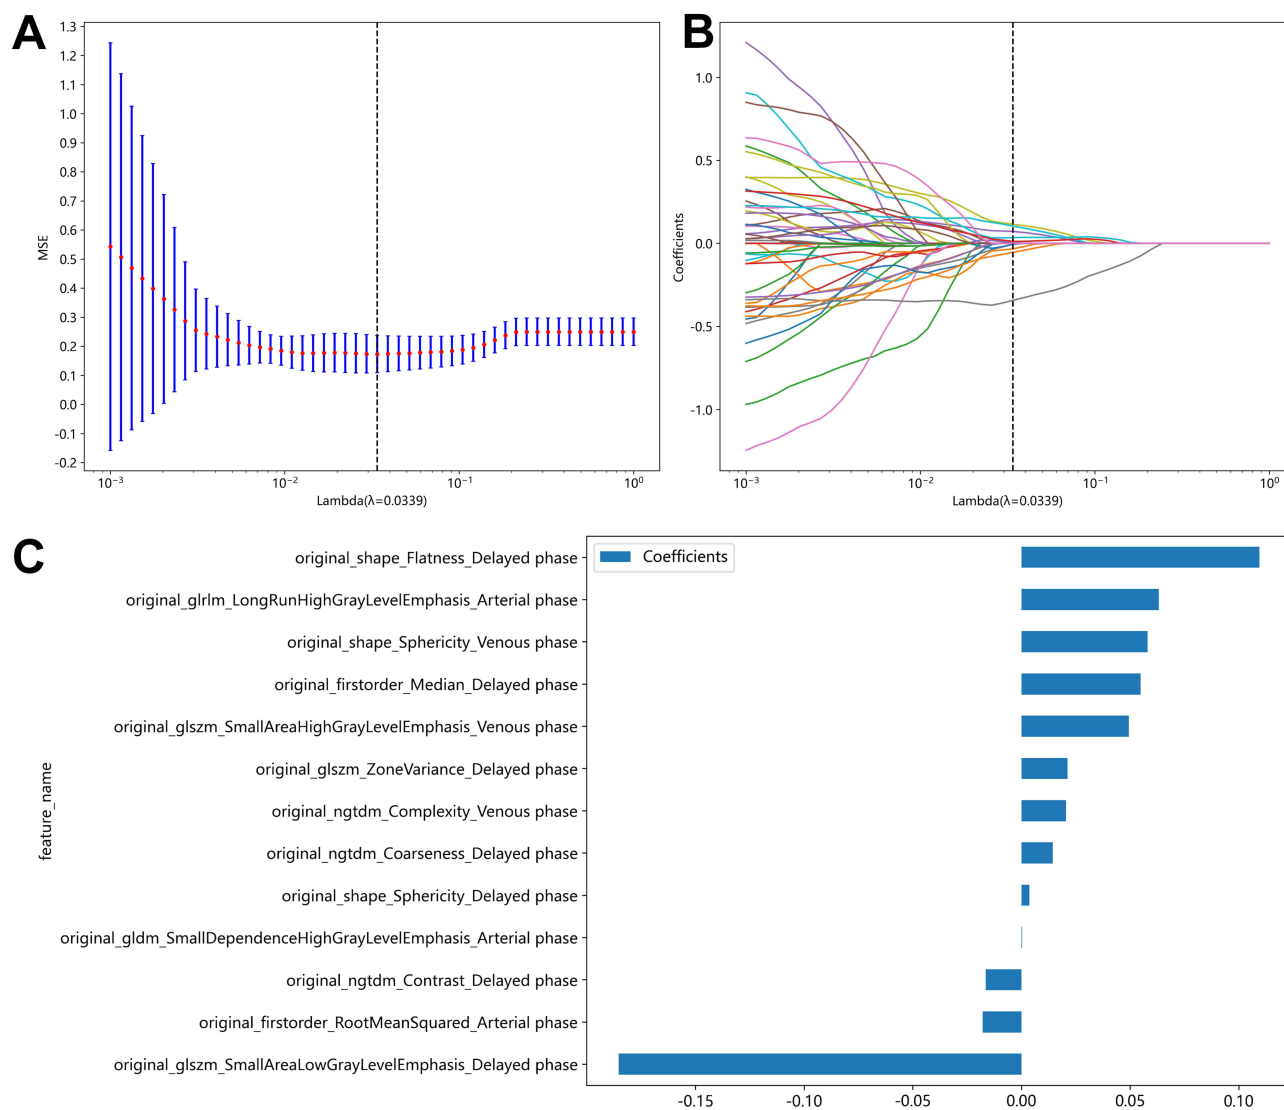 A
1.3
1.2
1.1
1.0
0.9
0.8
0.7
0.6
0.5
0.4
0.3
0.2
0.1
0.0
-0.1
-0.2
MSE
10⁻³
10⁻²
10⁻¹
10⁰
Lambda(λ=0.0339)
B
1.0
0.5
0.0
-0.5
-1.0
Coefficients
10⁻³
10⁻²
10⁻¹
10⁰
Lambda(λ=0.0339)
C
feature_name
Coefficients
original_shape_Flatness_Delayed phase
original_glrlm_LongRunHighGrayLevelEmphasis_Arterial phase
original_shape_Sphericity_Venous phase
original_firstorder_Median_Delayed phase
original_glszm_SmallAreaHighGrayLevelEmphasis_Venous phase
original_glszm_ZoneVariance_Delayed phase
original_ngtdm_Complexity_Venous phase
original_ngtdm_Coarseness_Delayed phase
original_shape_Sphericity_Delayed phase
original_gldm_SmallDependenceHighGrayLevelEmphasis_Arterial phase
original_ngtdm_Contrast_Delayed phase
original_firstorder_RootMeanSquared_Arterial phase
original_glszm_SmallAreaLowGrayLevelEmphasis_Delayed phase
-0.15
-0.10
-0.05
0.00
0.05
0.10